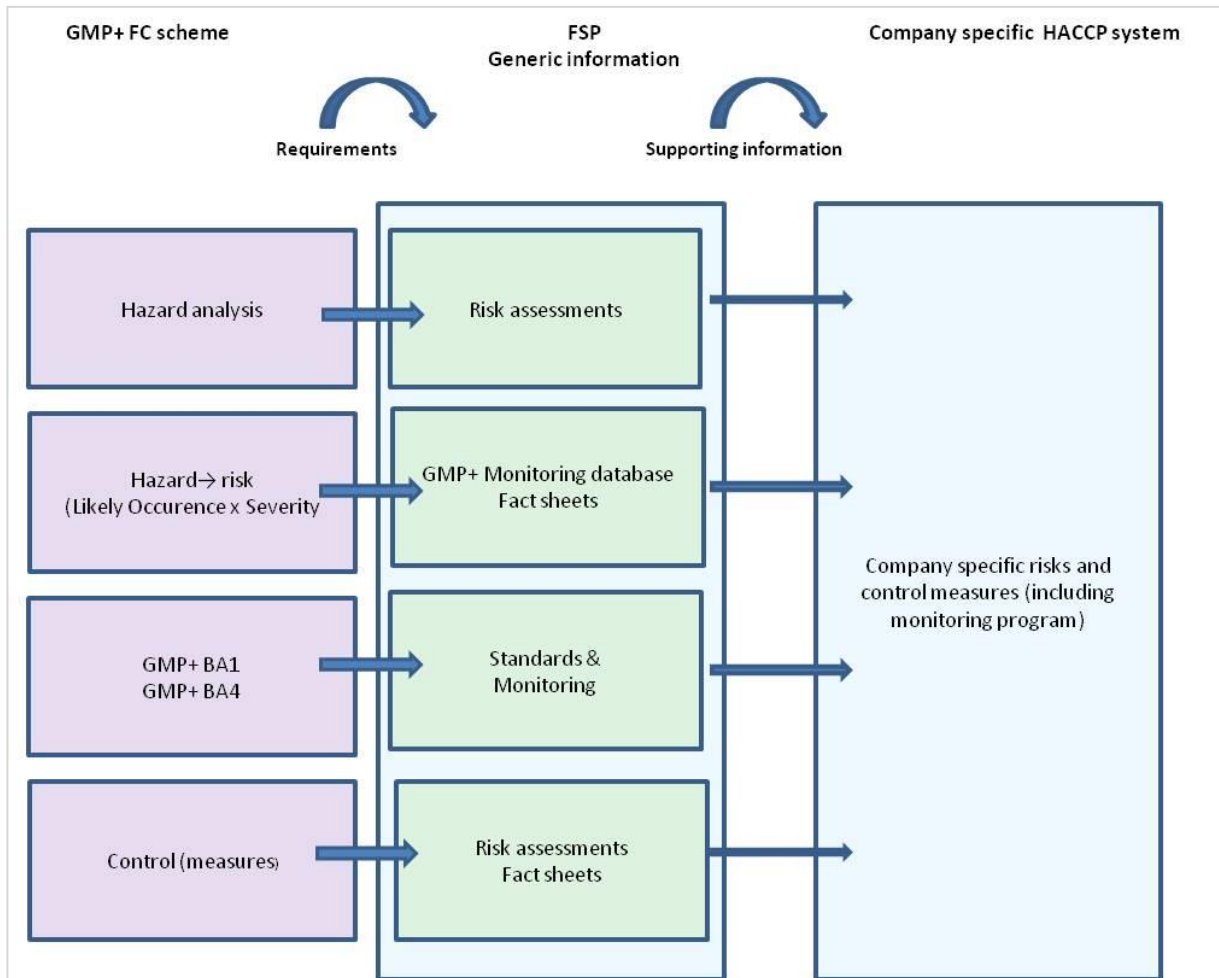 GMP+ FC scheme
FSP
Generic information
Company specific HACCP system
Requirements
Supporting information
Hazard analysis
Risk assessments
Hazard→ risk
(Likely Occurence x Severity
GMP+ Monitoring database
Fact sheets
Company specific risks and
control measures (including
monitoring program)
GMP+ BA1
GMP+ BA4
Standards &
Monitoring
Control (measures)
Risk assessments
Fact sheets